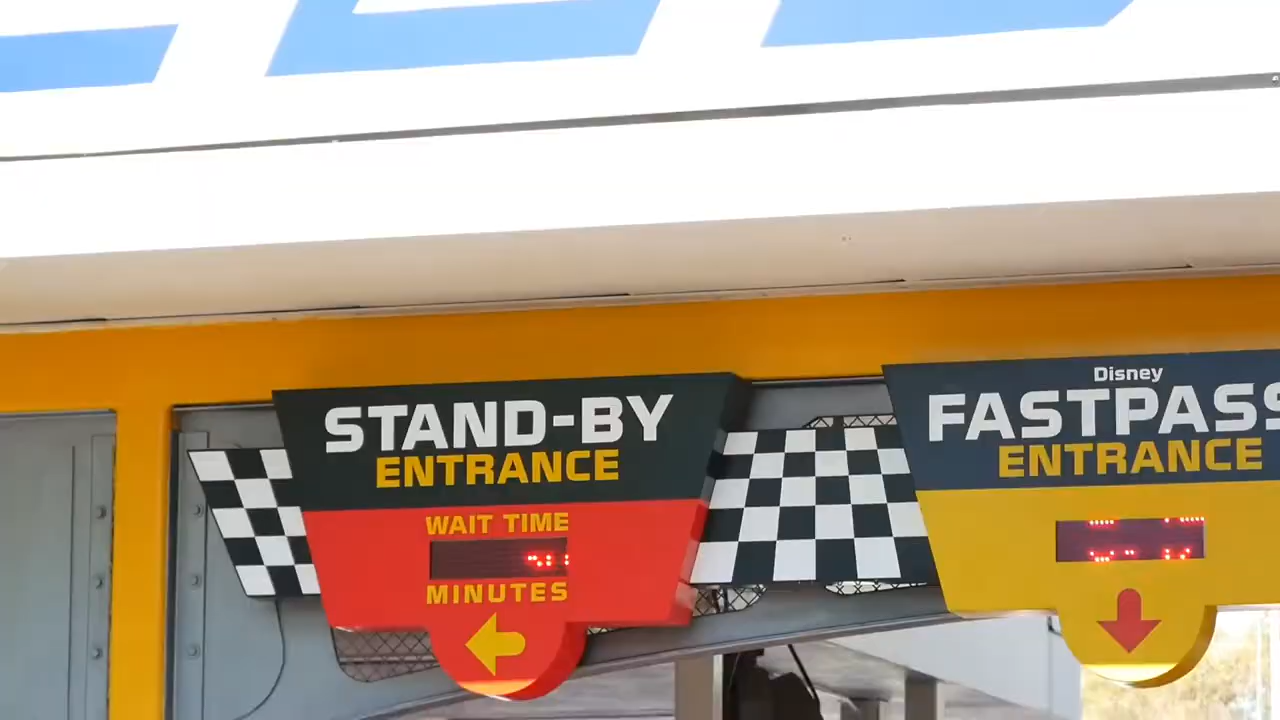 STAND-BY
ENTRANCE
WAIT TIME
MINUTES
Disney
FASTPASS
ENTRANCE